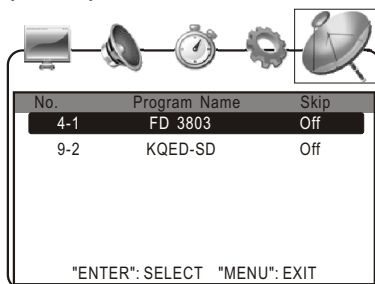 No. Program Name Skip
4-1 FD 3803 Off
9-2 KQED-SD Off
"ENTER": SELECT "MENU": EXIT